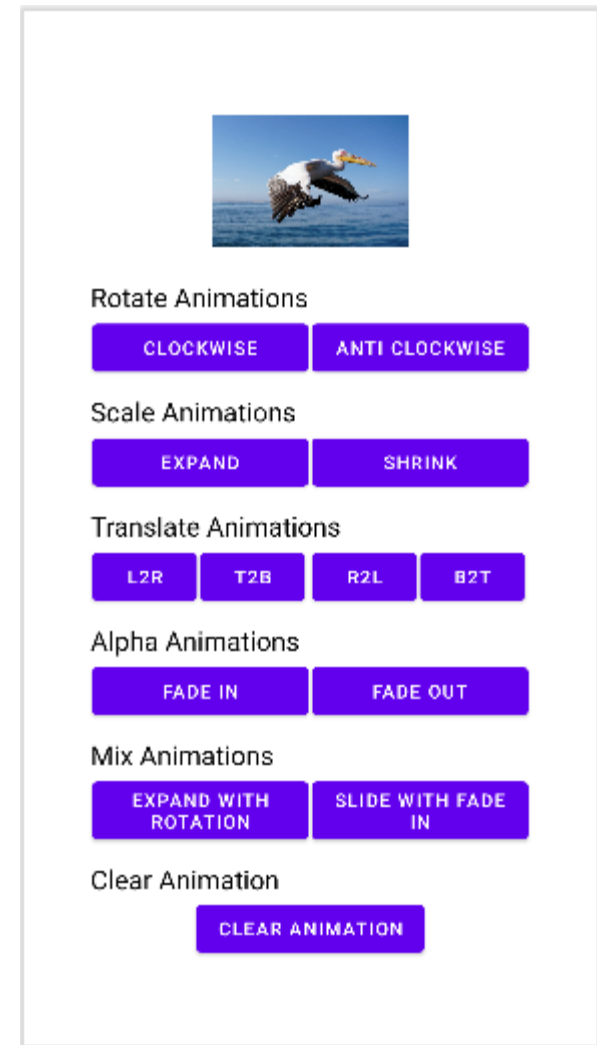 Rotate Animations
CLOCKWISE ANTI CLOCKWISE
Scale Animations
EXPAND SHRINK
Translate Animations
L2R T2B R2L B2T
Alpha Animations
FADE IN FADE OUT
Mix Animations
EXPAND WITH
ROTATION
SLIDE WITH FADE
IN
Clear Animation
CLEAR ANIMATION